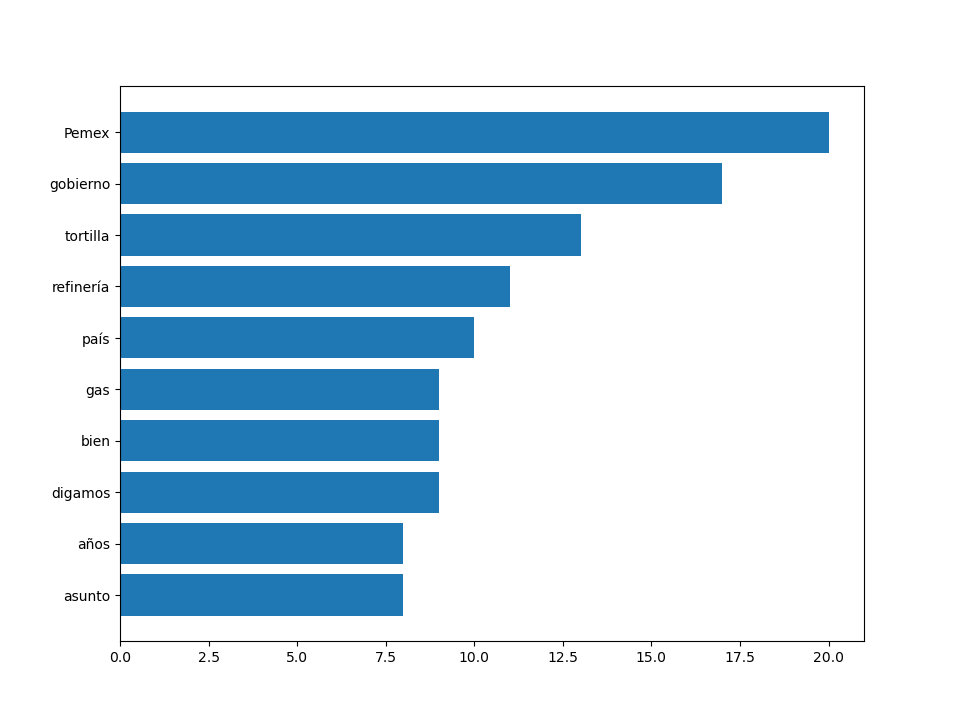 Pemex
gobierno
tortilla
refinería
país
gas
bien
digamos
años
asunto
0.0 2.5 5.0 7.5 10.0 12.5 15.0 17.5 20.0